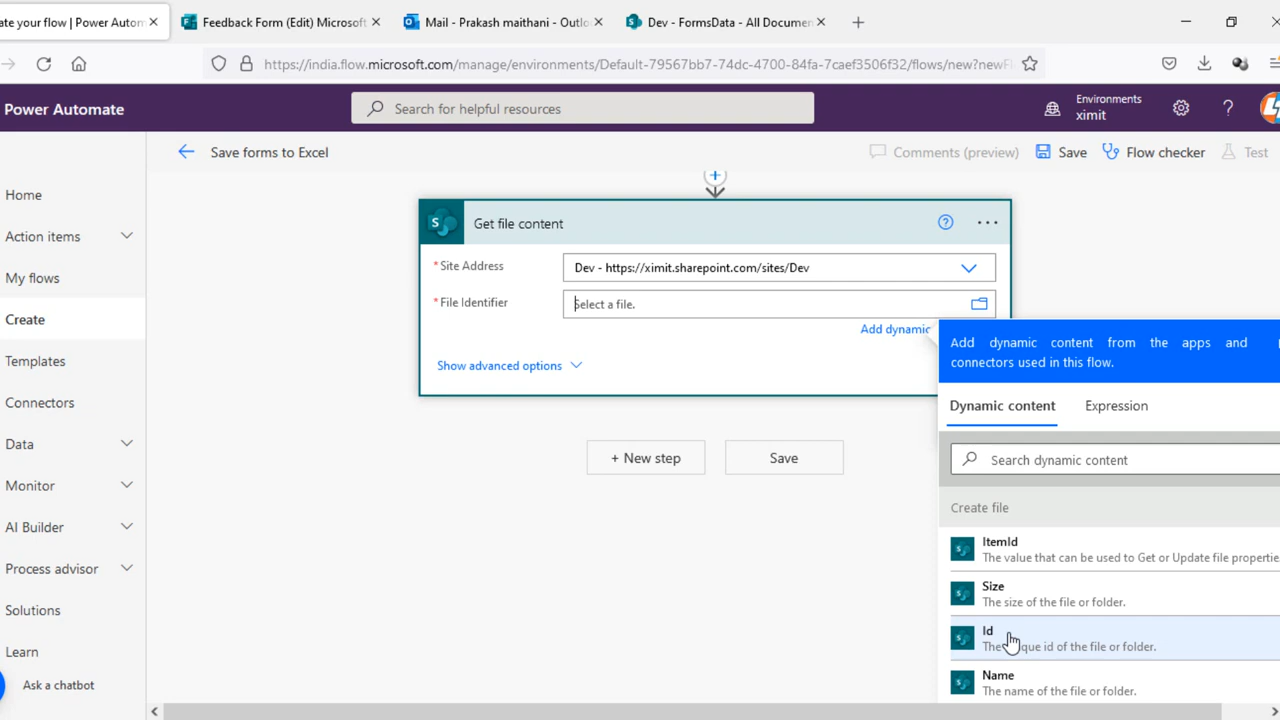 ate your flow | Power Autom
Feedback Form (Edit) Microsoft
Mail - Prakash maithani - Outlo
Dev - FormsData - All Documen
https://india.flow.microsoft.com/manage/environments/Default-79567bb7-74dc-4700-84fa-7caef3506f32/flows/new?newFl
Power Automate
Search for helpful resources
Environments
ximit
Save forms to Excel
Comments (preview)
Save
Flow checker
Test
Home
Action items
My flows
Create
Templates
Connectors
Data
Monitor
AI Builder
Process advisor
Solutions
Learn
Ask a chatbot
Get file content
* Site Address
Dev - https://ximit.sharepoint.com/sites/Dev
* File Identifier
Select a file.
Add dynamic
Show advanced options
+ New step
Save
Add dynamic content from the apps and
connectors used in this flow.
Dynamic content
Expression
Search dynamic content
Create file
ItemId
The value that can be used to Get or Update file propertie
Size
The size of the file or folder.
Id
The unique id of the file or folder.
Name
The name of the file or folder.